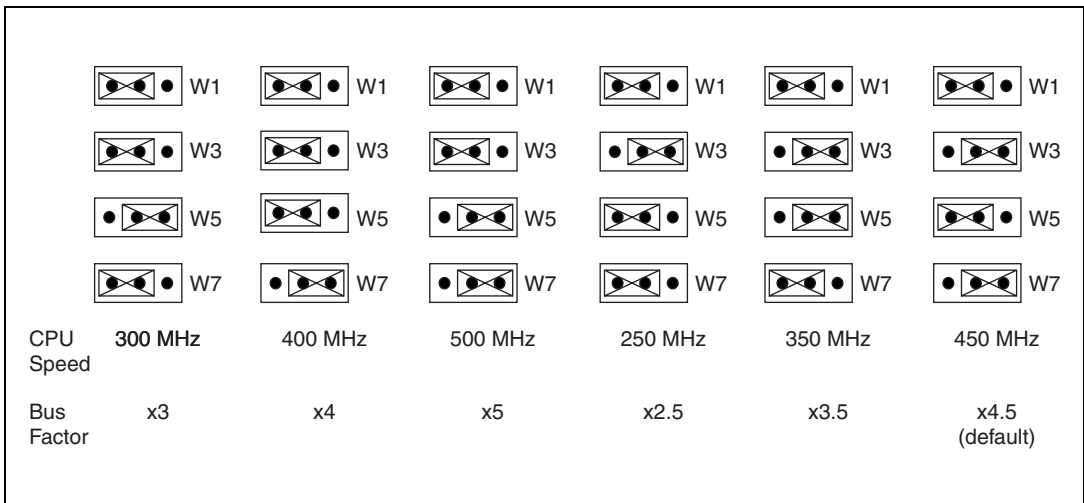 W1 W1 W1 W1 W1 W1
W3 W3 W3 W3 W3 W3
W5 W5 W5 W5 W5 W5
W7 W7 W7 W7 W7 W7
CPU 300 MHz 400 MHz 500 MHz 250 MHz 350 MHz 450 MHz
Speed
Bus x3 x4 x5 x2.5 x3.5 x4.5
Factor (default)